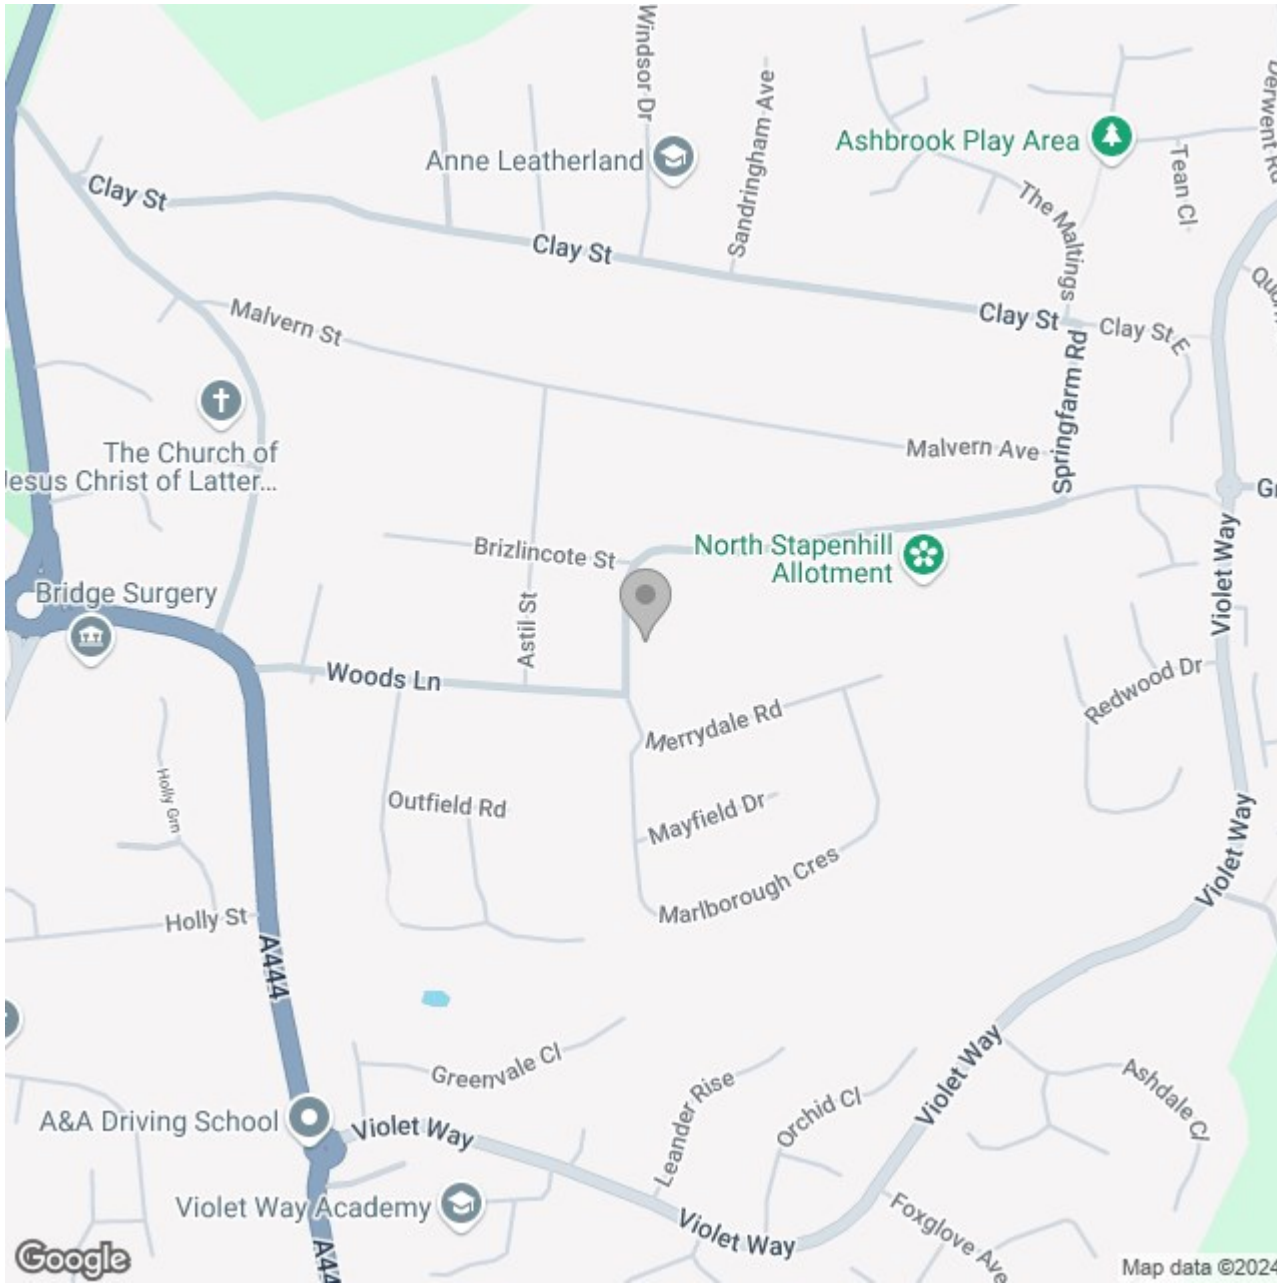 Windsor Dr
Sandringham Ave
Anne Leatherland
Ashbrook Play Area
Derwent Rd
Tean Cl
The Maltings
Clay St
Clay St
Clay St
Clay St E
Malvern St
Springfarm Rd
The Church of
Jesus Christ of Latter...
Malvern Ave
Brizlincote St
North Stapenhill
Allotment
Violet Way
Bridge Surgery
Astil St
Woods Ln
Redwood Dr
Merrydale Rd
Holly Grn
Outfield Rd
Mayfield Dr
Violet Way
Marlborough Cres
Holly St
A444
Greenvale Cl
Leander Rise
Orchid Cl
Violet Way
Ashdale Cl
A&A Driving School
Violet Way
Violet Way Academy
Violet Way
Foxglove Ave
A444
Google
Map data ©2024